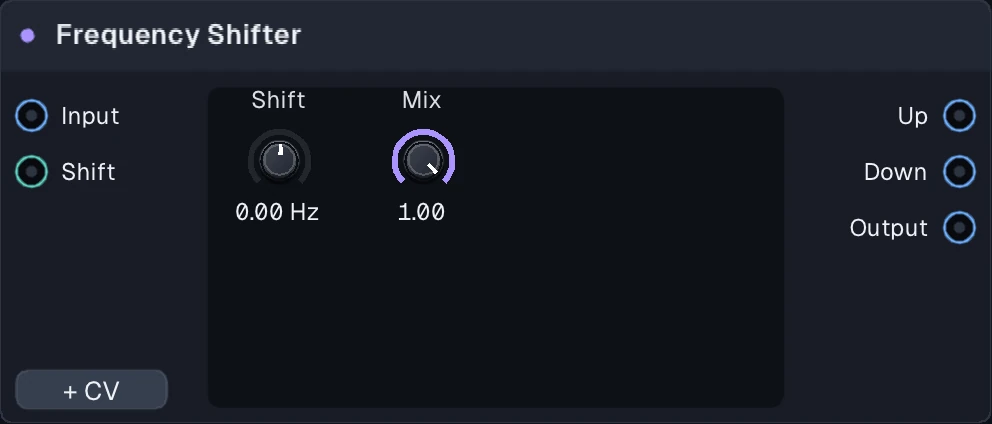 Frequency Shifter
Input
Shift
Shift
Mix
0.00 Hz
1.00
Up
Down
Output
+ CV